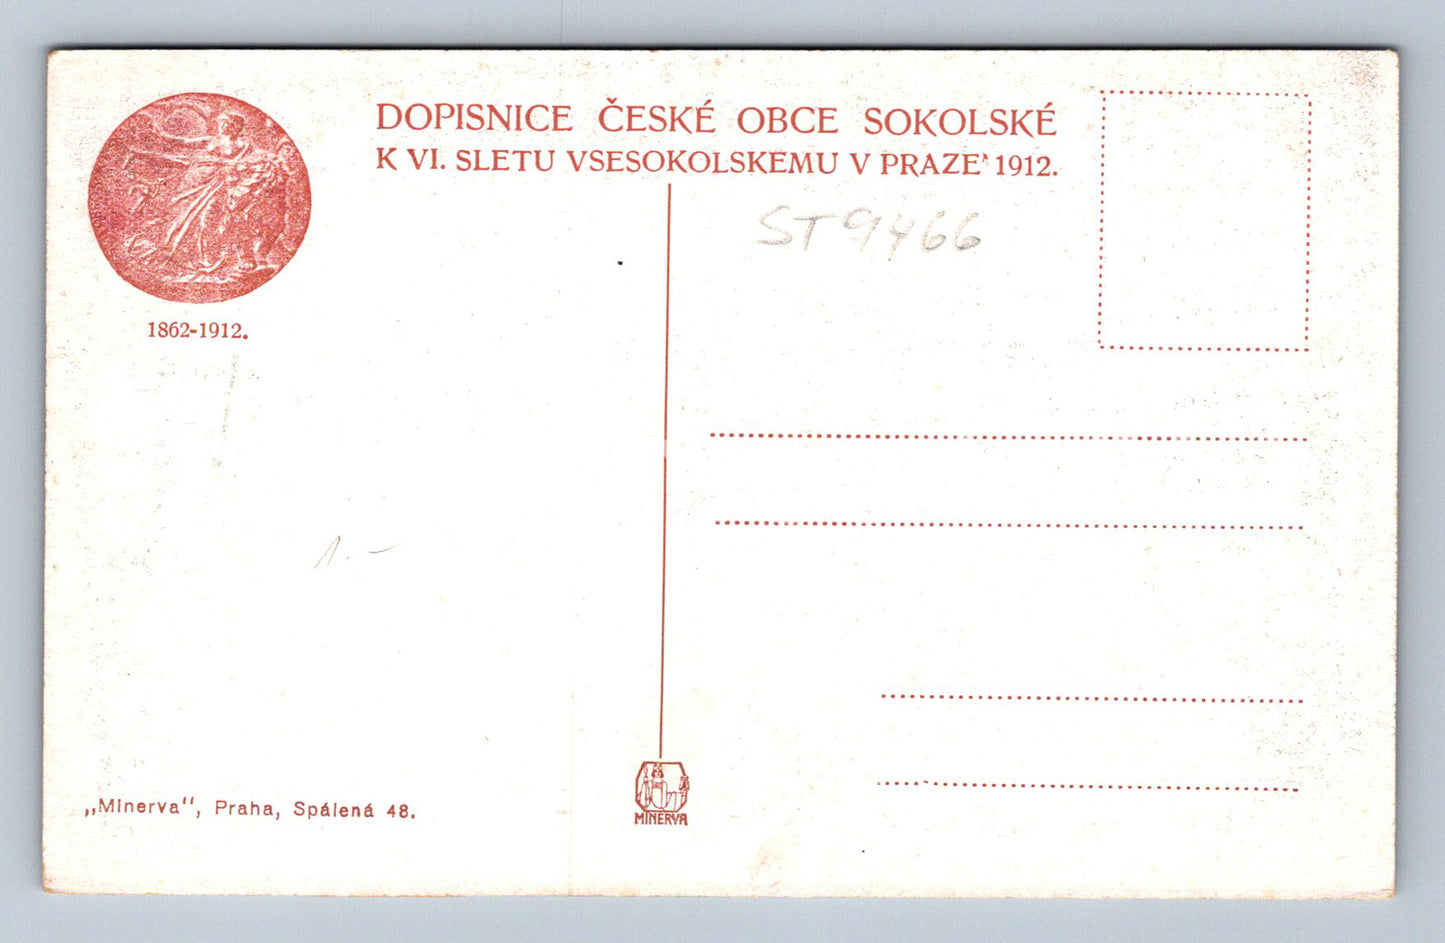 DOPISNICE ČESKÉ OBCE SOKOLSKÉ
K VI. SLETU VSESOKOLSKEMU V PRAZE 1912.
ST9466
1862-1912.
1.-
„Minerva", Praha, Spálená 48.
MINERVA